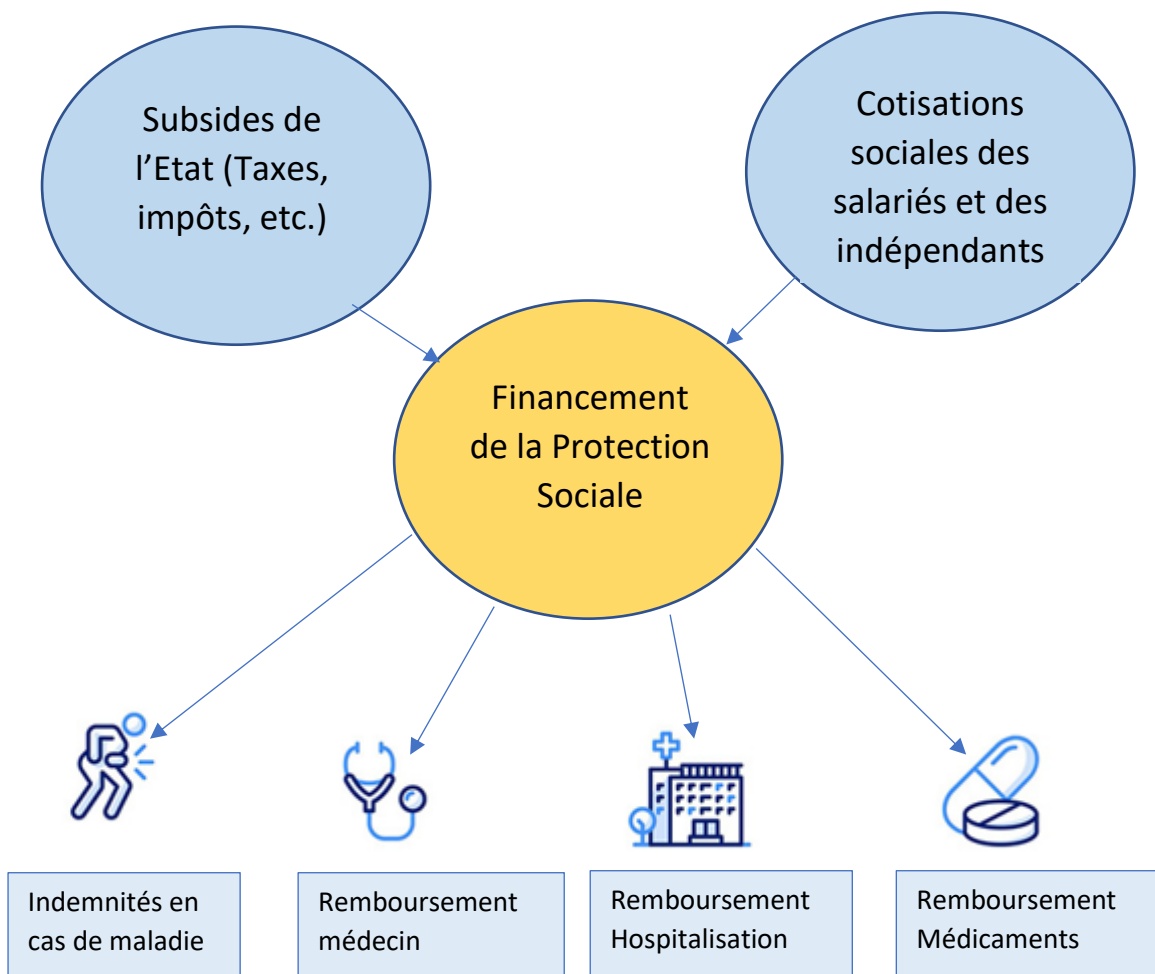 Subsides de
l’Etat (Taxes,
impôts, etc.)
Cotisations
sociales des
salariés et des
indépendants
Financement
de la Protection
Sociale
Indemnités en
cas de maladie
Remboursement
médecin
Remboursement
Hospitalisation
Remboursement
Médicaments